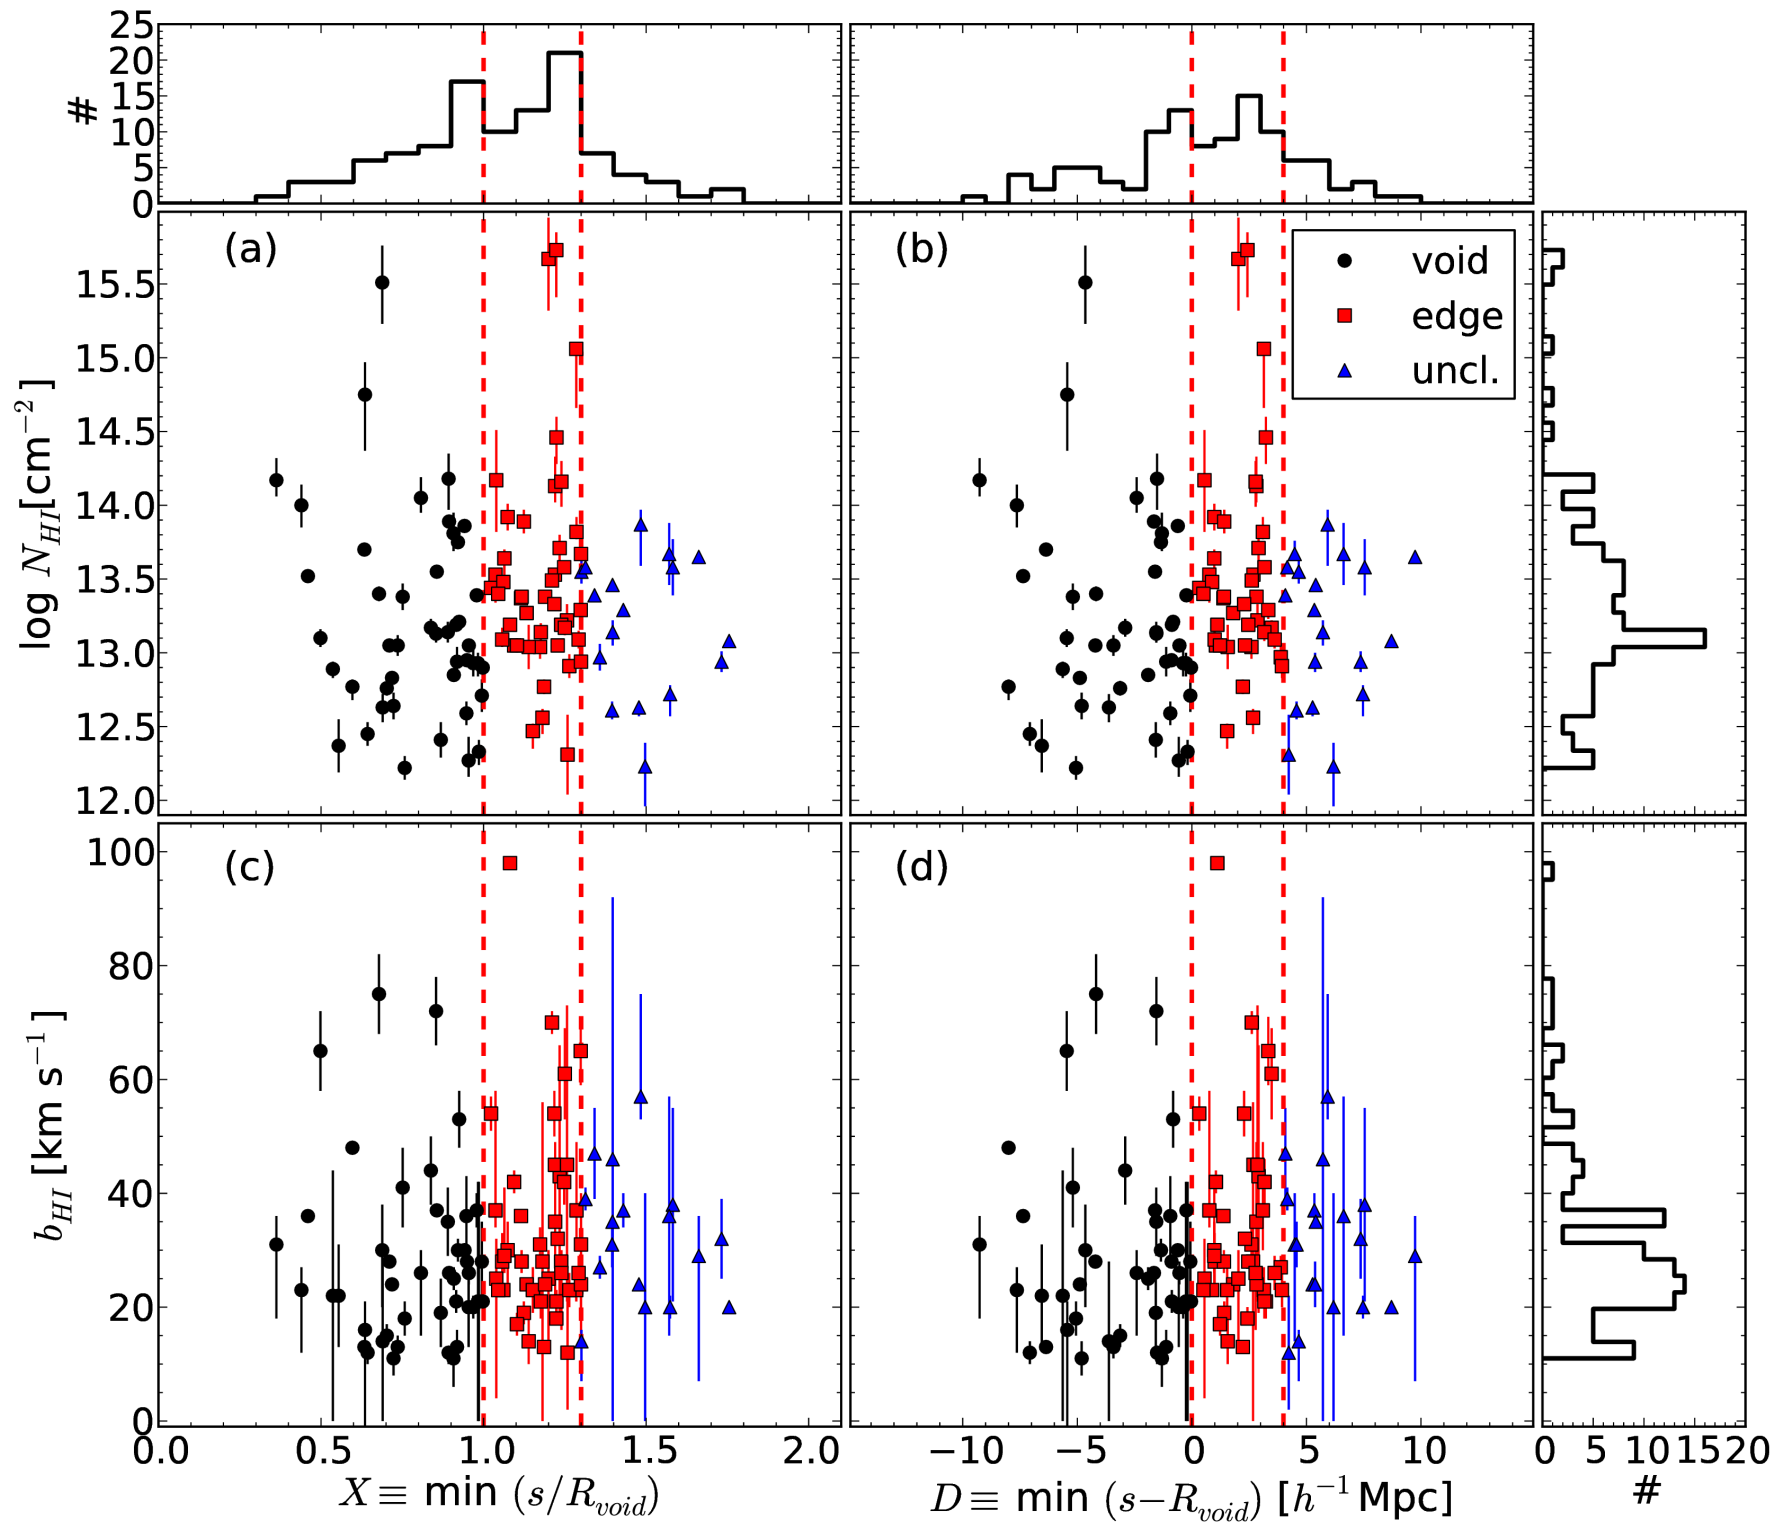 25
20
15
10
5
0
#
(a)
(b)
void
edge
uncl.
15.5
15.0
14.5
14.0
13.5
13.0
12.5
12.0
log N_HI [cm⁻²]
(c)
(d)
100
80
60
40
20
0
b_HI [km s⁻¹]
0.0 0.5 1.0 1.5 2.0
−10 −5 0 5 10
0 5 10 15 20
X ≡ min (s/R_void)
D ≡ min (s−R_void) [h⁻¹ Mpc]
#